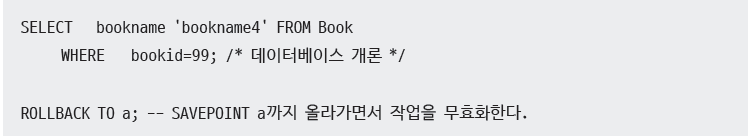 SELECT bookname 'bookname4' FROM Book
WHERE bookid=99; /* 데이터베이스 개론 */
ROLLBACK TO a; -- SAVEPOINT a까지 올라가면서 작업을 무효화한다.